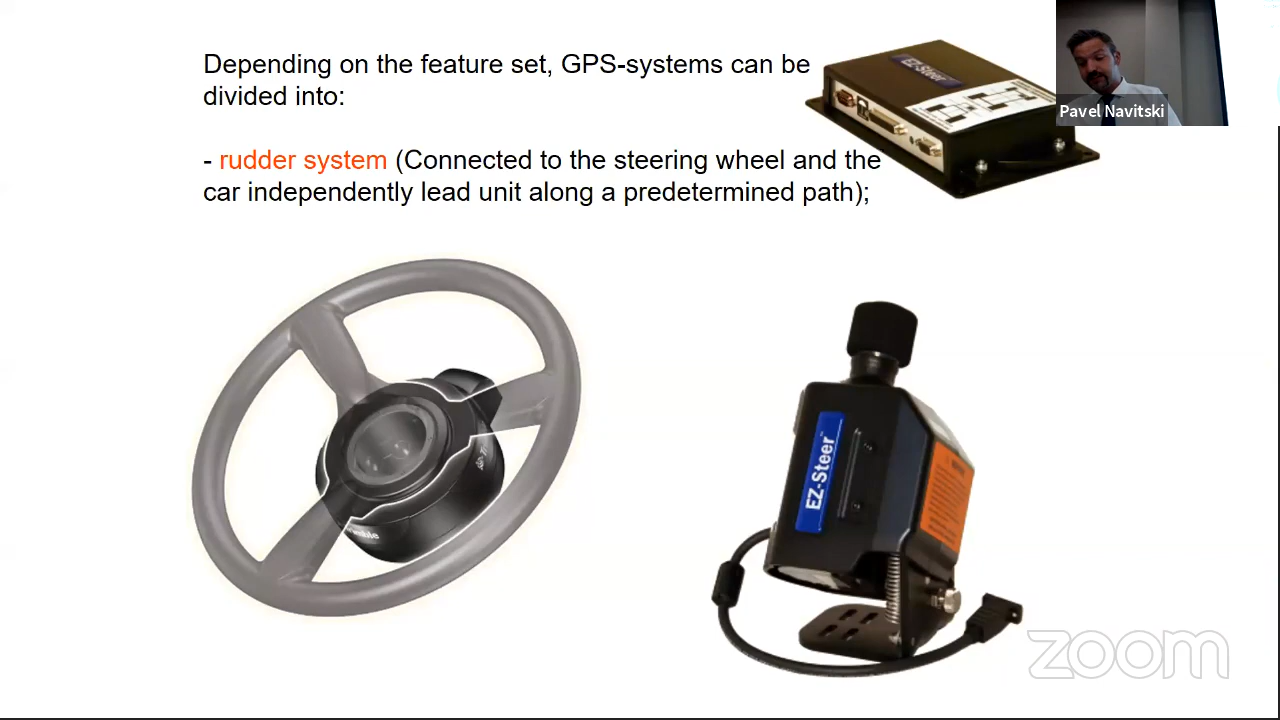 Depending on the feature set, GPS-systems can be
divided into:
- rudder system (Connected to the steering wheel and the
car independently lead unit along a predetermined path);
EZ-Steer
Pavel Navitski
EZ-Steer™
zoom